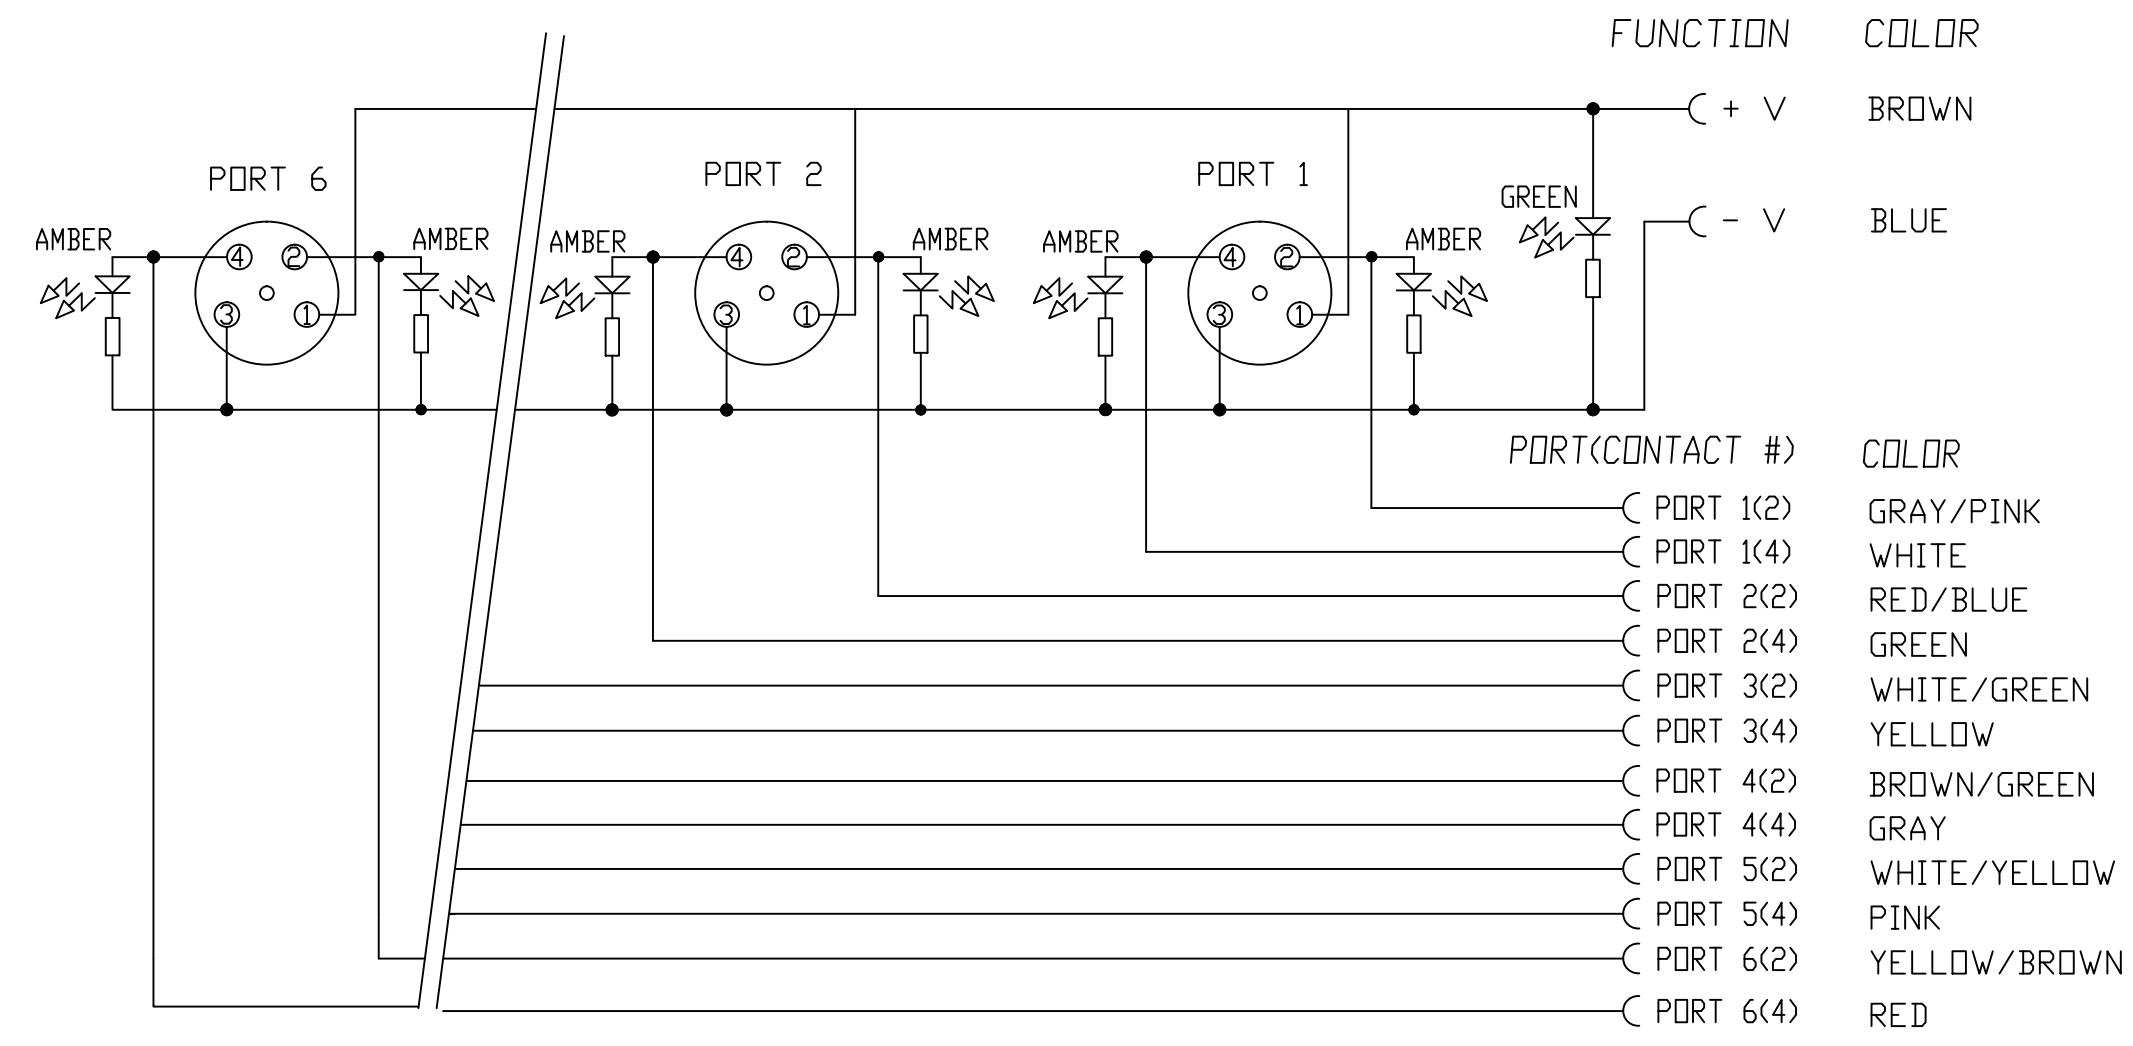 FUNCTION COLOR
+ V BROWN
PORT 6 PORT 2 PORT 1
GREEN
- V BLUE
AMBER AMBER AMBER AMBER AMBER AMBER
4 2 4 2 4 2
3 1 3 1 3 1
PORT(CONTACT #) COLOR
PORT 1(2) GRAY/PINK
PORT 1(4) WHITE
PORT 2(2) RED/BLUE
PORT 2(4) GREEN
PORT 3(2) WHITE/GREEN
PORT 3(4) YELLOW
PORT 4(2) BROWN/GREEN
PORT 4(4) GRAY
PORT 5(2) WHITE/YELLOW
PORT 5(4) PINK
PORT 6(2) YELLOW/BROWN
PORT 6(4) RED